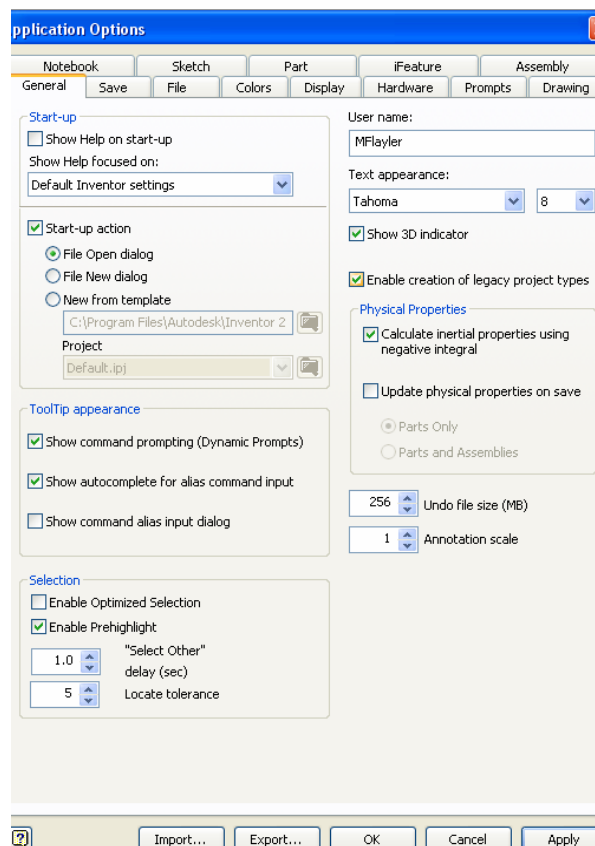 pplication Options
Notebook Sketch Part iFeature Assembly
General Save File Colors Display Hardware Prompts Drawing
Start-up
Show Help on start-up
Show Help focused on:
Default Inventor settings
Start-up action
File Open dialog
File New dialog
New from template
C:\Program Files\Autodesk\Inventor 2
Project
Default.ipj
ToolTip appearance
Show command prompting (Dynamic Prompts)
Show autocomplete for alias command input
Show command alias input dialog
Selection
Enable Optimized Selection
Enable Prehighlight
1.0 "Select Other"
delay (sec)
5 Locate tolerance
User name:
MFlayler
Text appearance:
Tahoma 8
Show 3D indicator
Enable creation of legacy project types
Physical Properties
Calculate inertial properties using
negative integral
Update physical properties on save
Parts Only
Parts and Assemblies
256 Undo file size (MB)
1 Annotation scale
? Import... Export... OK Cancel Apply